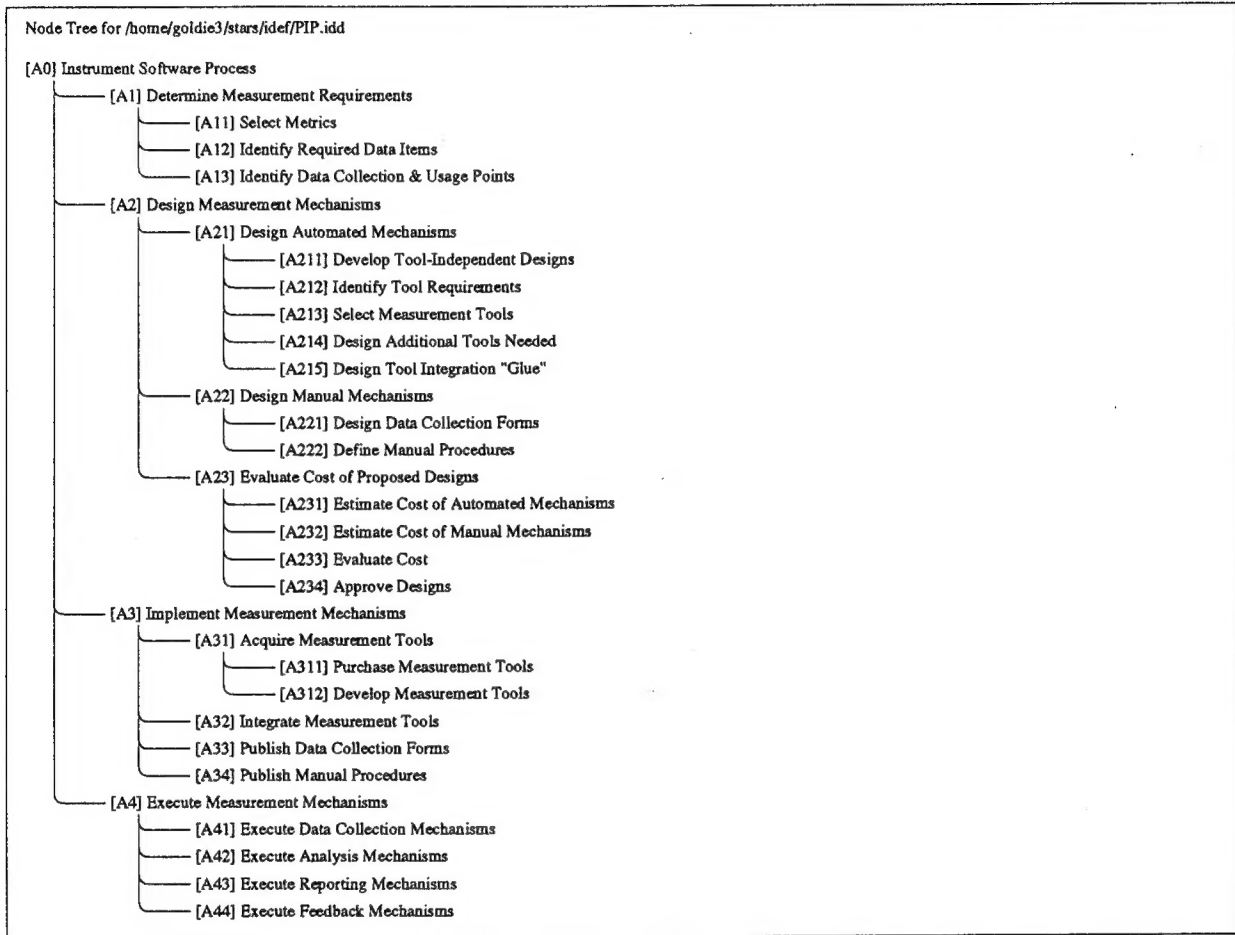 Node Tree for /home/goldie3/stars/idef/PIP.idd
[A0] Instrument Software Process
[A1] Determine Measurement Requirements
[A11] Select Metrics
[A12] Identify Required Data Items
[A13] Identify Data Collection & Usage Points
[A2] Design Measurement Mechanisms
[A21] Design Automated Mechanisms
[A211] Develop Tool-Independent Designs
[A212] Identify Tool Requirements
[A213] Select Measurement Tools
[A214] Design Additional Tools Needed
[A215] Design Tool Integration "Glue"
[A22] Design Manual Mechanisms
[A221] Design Data Collection Forms
[A222] Define Manual Procedures
[A23] Evaluate Cost of Proposed Designs
[A231] Estimate Cost of Automated Mechanisms
[A232] Estimate Cost of Manual Mechanisms
[A233] Evaluate Cost
[A234] Approve Designs
[A3] Implement Measurement Mechanisms
[A31] Acquire Measurement Tools
[A311] Purchase Measurement Tools
[A312] Develop Measurement Tools
[A32] Integrate Measurement Tools
[A33] Publish Data Collection Forms
[A34] Publish Manual Procedures
[A4] Execute Measurement Mechanisms
[A41] Execute Data Collection Mechanisms
[A42] Execute Analysis Mechanisms
[A43] Execute Reporting Mechanisms
[A44] Execute Feedback Mechanisms